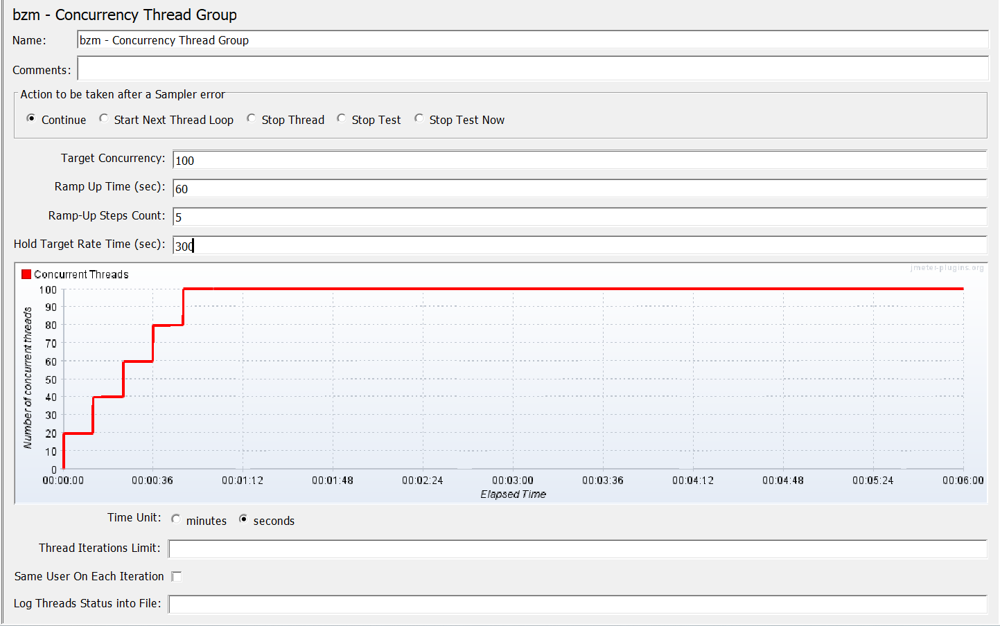 bzm - Concurrency Thread Group
Name: bzm - Concurrency Thread Group
Comments:
Action to be taken after a Sampler error
Continue Start Next Thread Loop Stop Thread Stop Test Stop Test Now
Target Concurrency: 100
Ramp Up Time (sec): 60
Ramp-Up Steps Count: 5
Hold Target Rate Time (sec): 300
Concurrent Threads
jmeter-plugins.org
100
90
80
70
60
50
40
30
20
10
0
Number of concurrent threads
00:00:00 00:00:36 00:01:12 00:01:48 00:02:24 00:03:00 00:03:36 00:04:12 00:04:48 00:05:24 00:06:00
Elapsed Time
Time Unit: minutes seconds
Thread Iterations Limit:
Same User On Each Iteration
Log Threads Status into File: